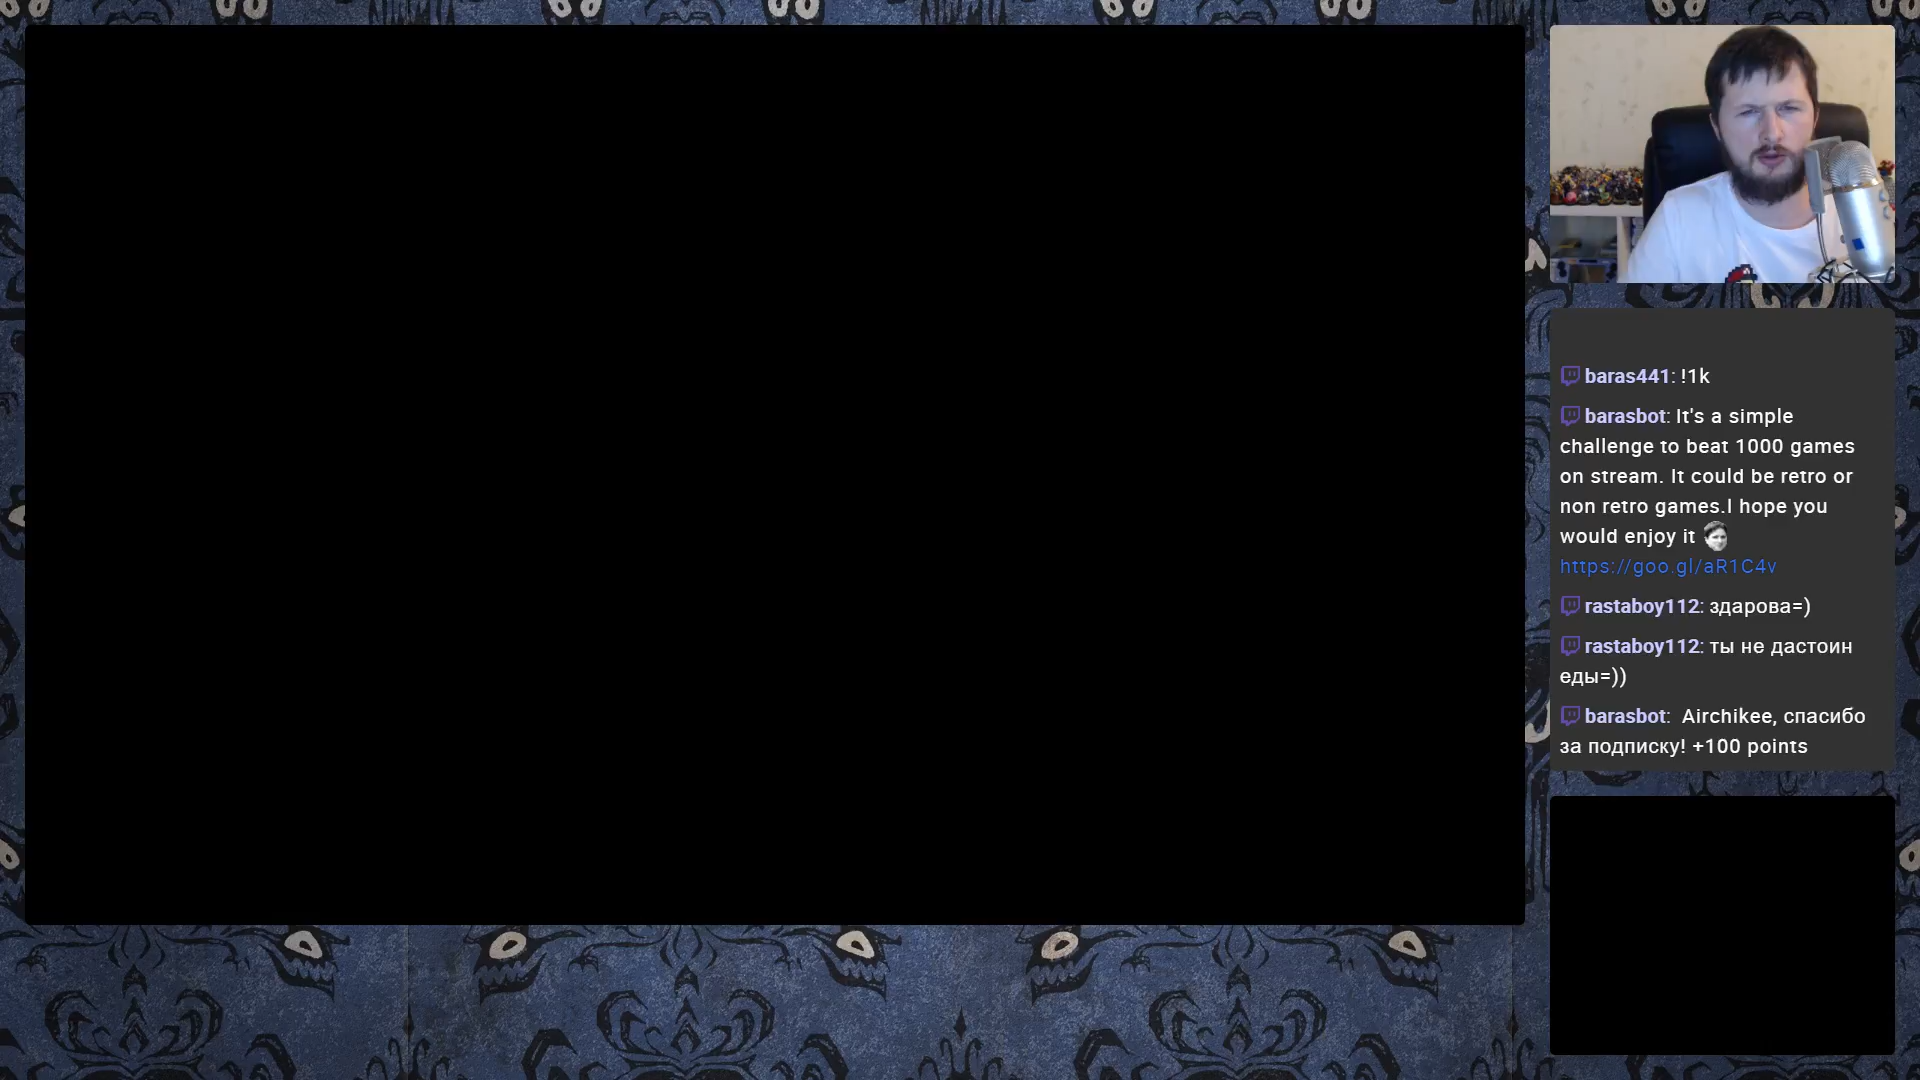 baras441: !1k
barasbot: It's a simple
challenge to beat 1000 games
on stream. It could be retro or
non retro games.I hope you
would enjoy it
https://goo.gl/aR1C4v
rastaboy112: здарова=)
rastaboy112: ты не дастоин
еды=))
barasbot: Airchikee, спасибо
за подписку! +100 points